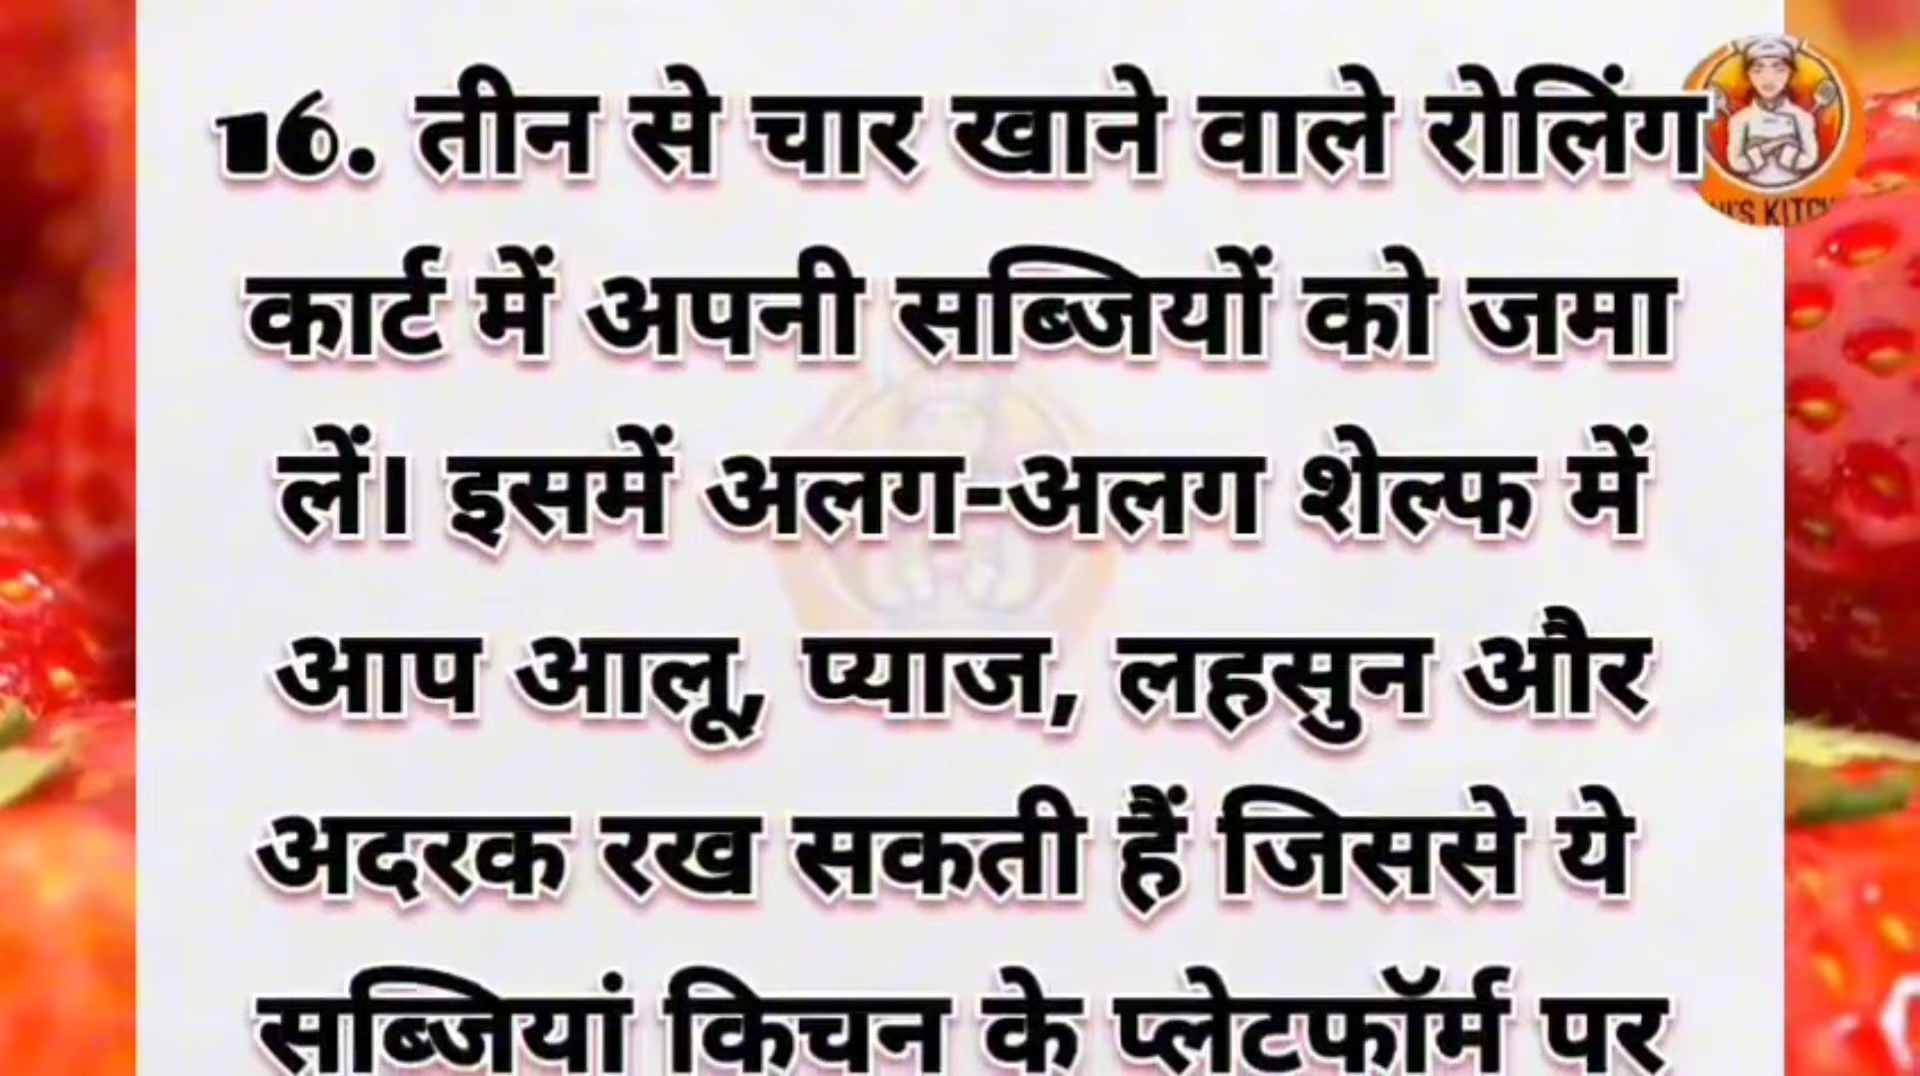 16. तीन से चार खाने वाले रोलिंग
कार्ट में अपनी सब्जियों को जमा
लें। इसमें अलग-अलग शेल्फ में
आप आलू, प्याज, लहसुन और
अदरक रख सकती हैं जिससे ये
सब्जियां किचन के प्लेटफॉर्म पर